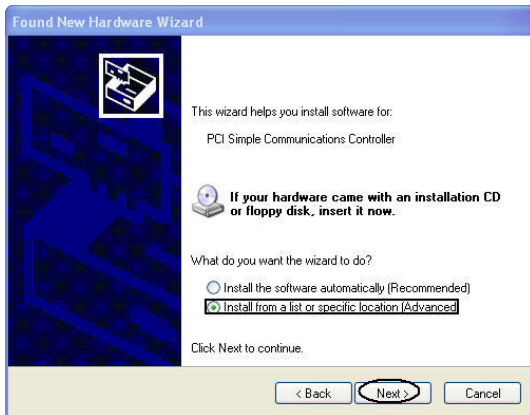 Found New Hardware Wizard
This wizard helps you install software for:
PCI Simple Communications Controller
If your hardware came with an installation CD
or floppy disk, insert it now.
What do you want the wizard to do?
Install the software automatically (Recommended)
Install from a list or specific location (Advanced
Click Next to continue.
< Back
Next >
Cancel